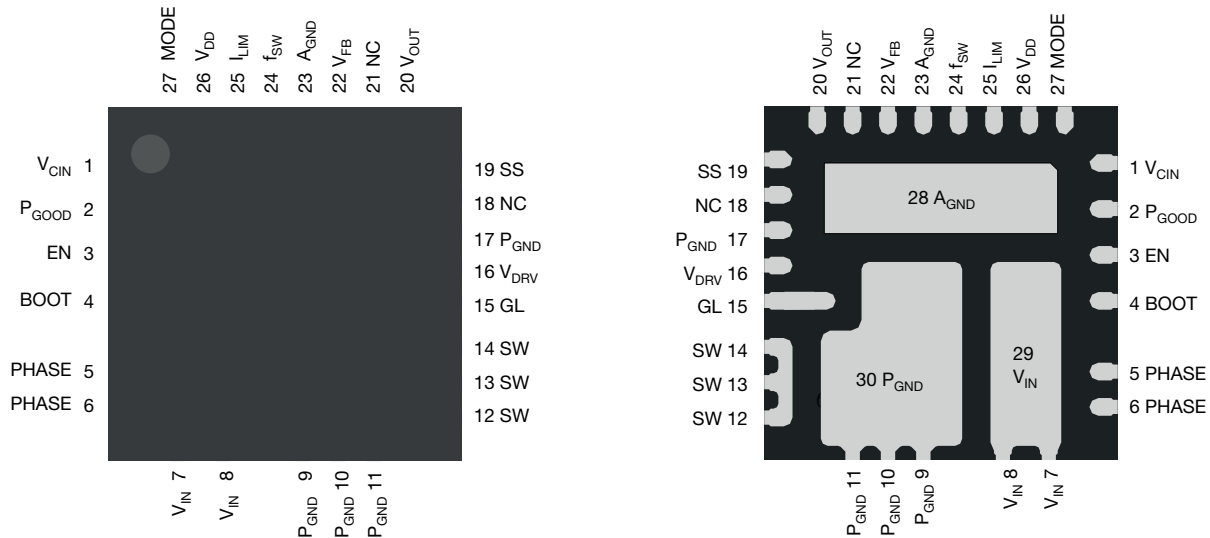 27 MODE
26 VDD
25 ILIM
24 fSW
23 AGND
22 VFB
21 NC
20 VOUT
VCIN 1
PGOOD 2
EN 3
BOOT 4
PHASE 5
PHASE 6
19 SS
18 NC
17 PGND
16 VDRV
15 GL
14 SW
13 SW
12 SW
VIN 7
VIN 8
PGND 9
PGND 10
PGND 11
20 VOUT
21 NC
22 VFB
23 AGND
24 fSW
25 ILIM
26 VDD
27 MODE
SS 19
NC 18
PGND 17
VDRV 16
GL 15
SW 14
SW 13
SW 12
28 AGND
30 PGND
29
VIN
1 VCIN
2 PGOOD
3 EN
4 BOOT
5 PHASE
6 PHASE
PGND 11
PGND 10
PGND 9
VIN 8
VIN 7